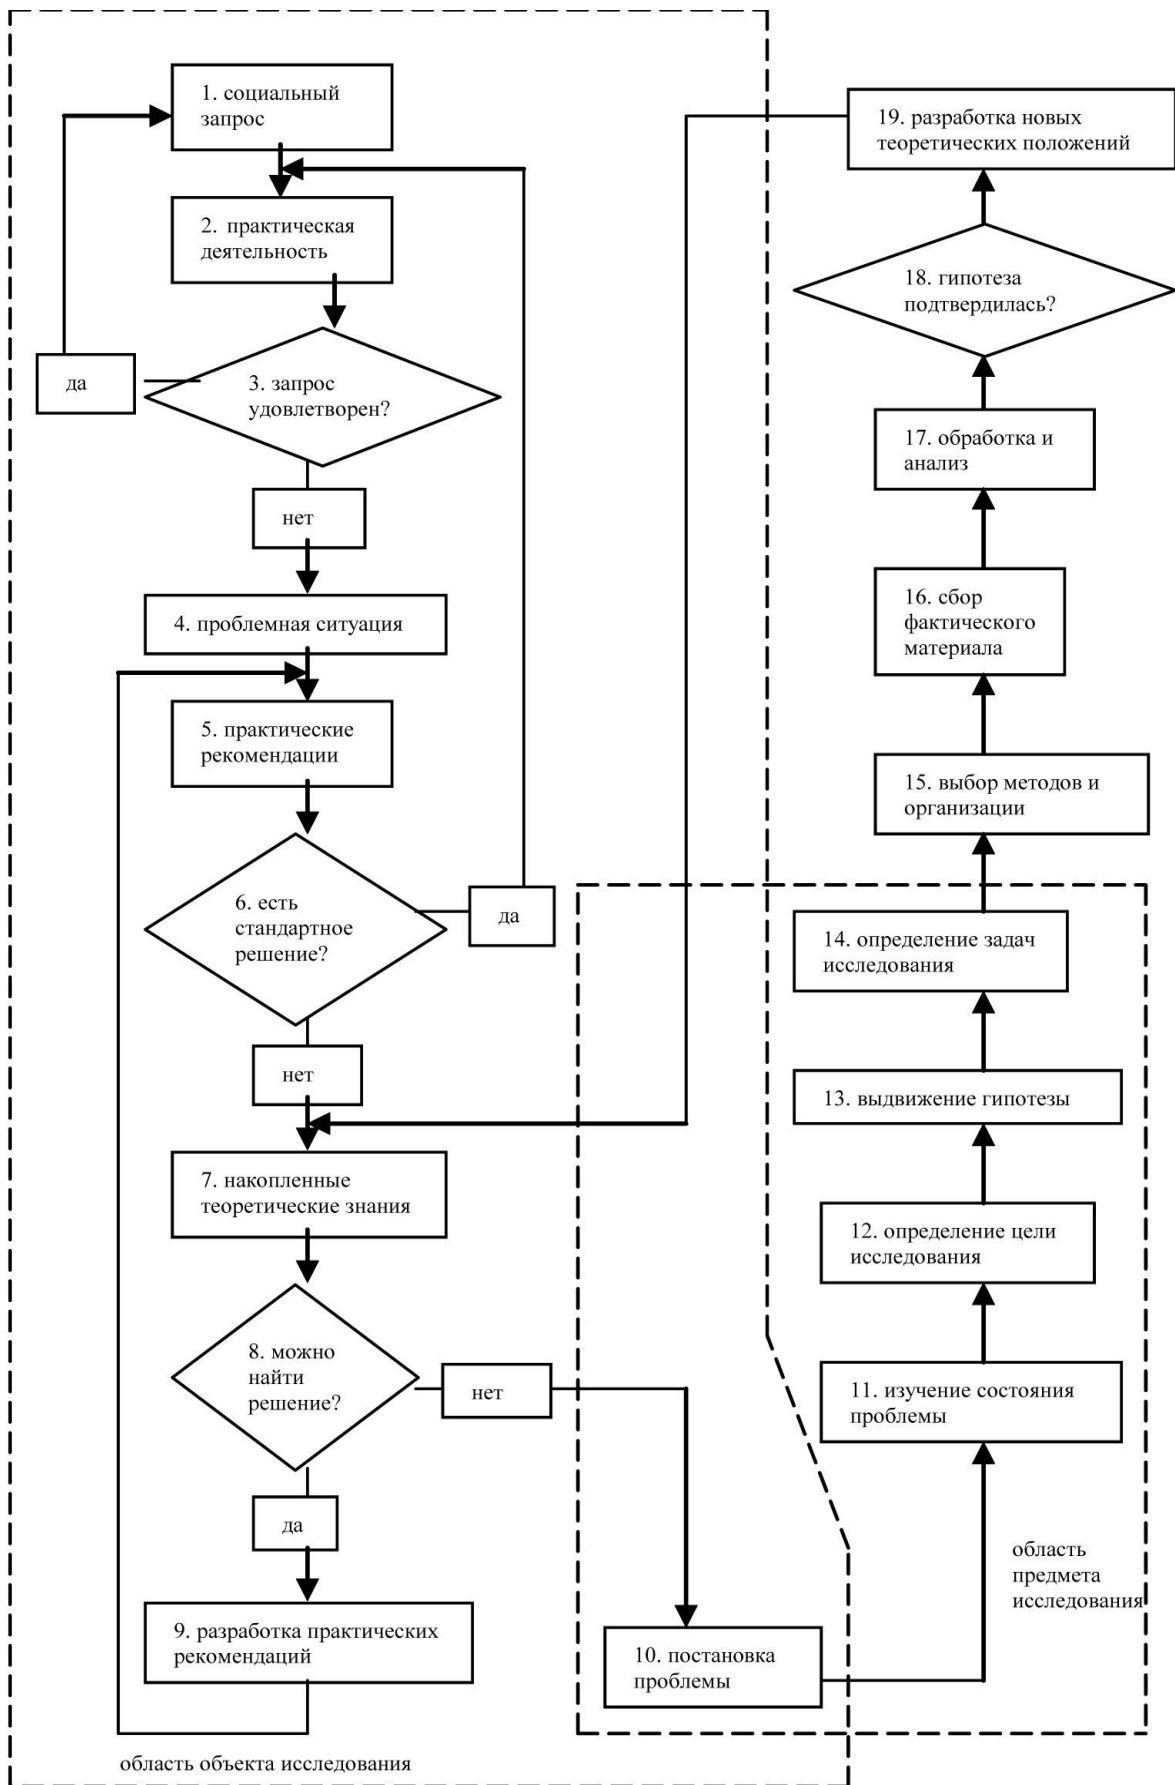 1. социальный
запрос
2. практическая
деятельность
3. запрос
удовлетворен?
да
нет
4. проблемная ситуация
5. практические
рекомендации
6. есть
стандартное
решение?
да
нет
7. накопленные
теоретические знания
8. можно
найти
решение?
нет
да
9. разработка практических
рекомендаций
область объекта исследования
10. постановка
проблемы
область
предмета
исследования
11. изучение состояния
проблемы
12. определение цели
исследования
13. выдвижение гипотезы
14. определение задач
исследования
15. выбор методов и
организации
16. сбор
фактического
материала
17. обработка и
анализ
18. гипотеза
подтвердилась?
19. разработка новых
теоретических положений